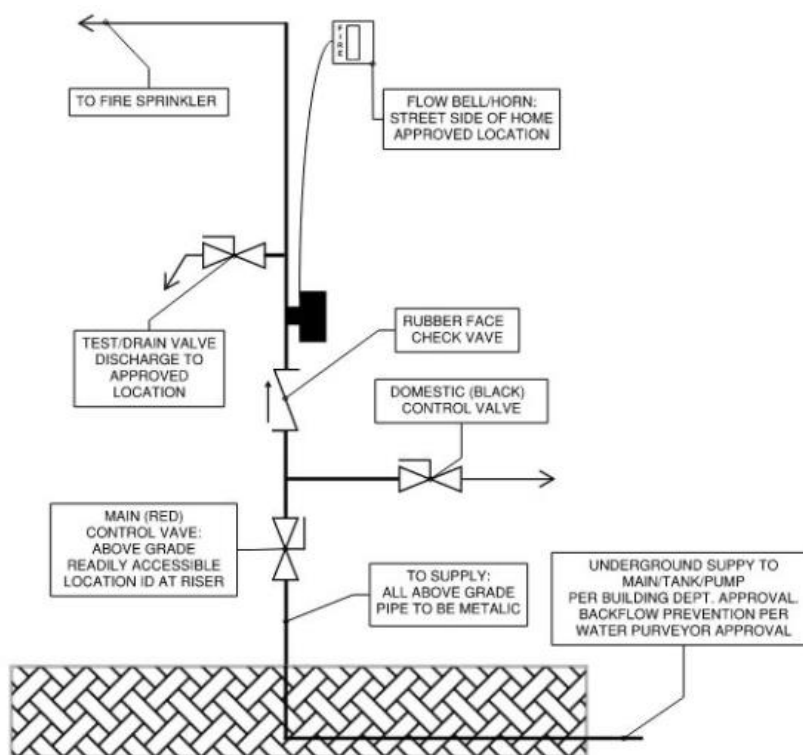 FIRE
TO FIRE SPRINKLER
FLOW BELL/HORN:
STREET SIDE OF HOME
APPROVED LOCATION
TEST/DRAIN VALVE
DISCHARGE TO
APPROVED
LOCATION
RUBBER FACE
CHECK VAVE
DOMESTIC (BLACK)
CONTROL VALVE
MAIN (RED)
CONTROL VAVE:
ABOVE GRADE
READILY ACCESSIBLE
LOCATION ID AT RISER
TO SUPPLY:
ALL ABOVE GRADE
PIPE TO BE METALIC
UNDERGROUND SUPPY TO
MAIN/TANK/PUMP
PER BUILDING DEPT. APPROVAL.
BACKFLOW PREVENTION PER
WATER PURVEYOR APPROVAL